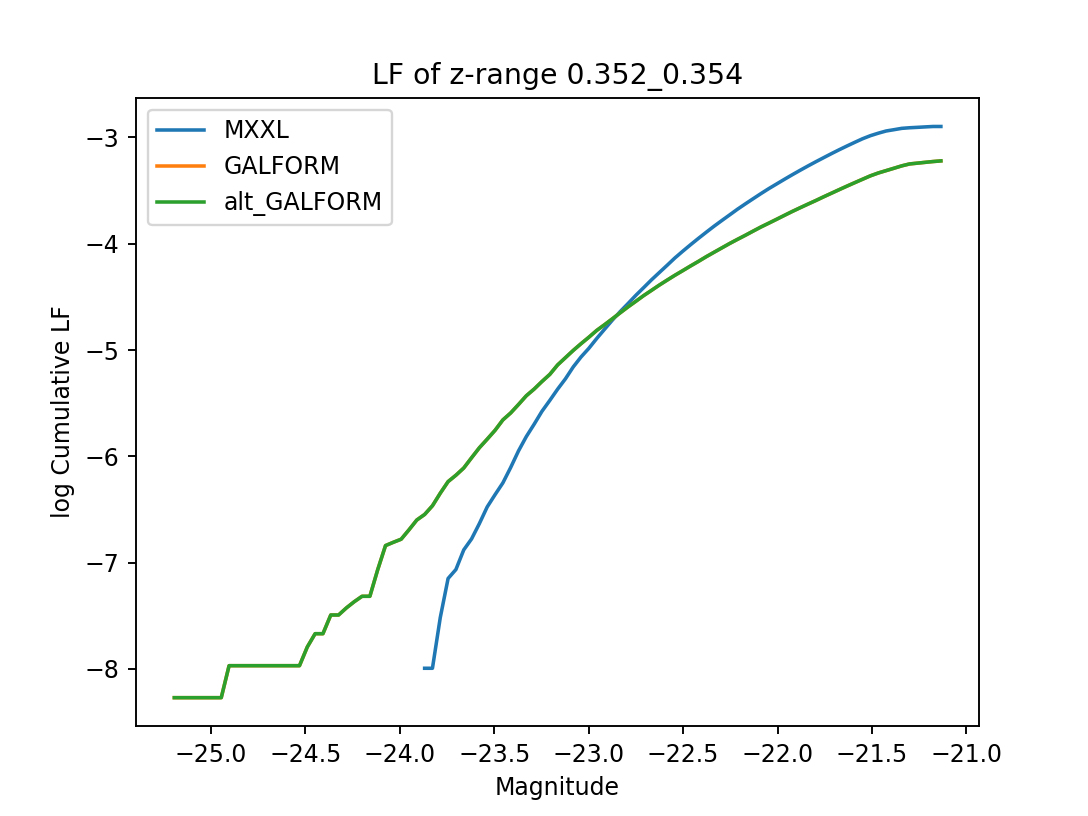 LF of z-range 0.352_0.354
MXXL
GALFORM
alt_GALFORM
log Cumulative LF
−3
−4
−5
−6
−7
−8
−25.0 −24.5 −24.0 −23.5 −23.0 −22.5 −22.0 −21.5 −21.0
Magnitude